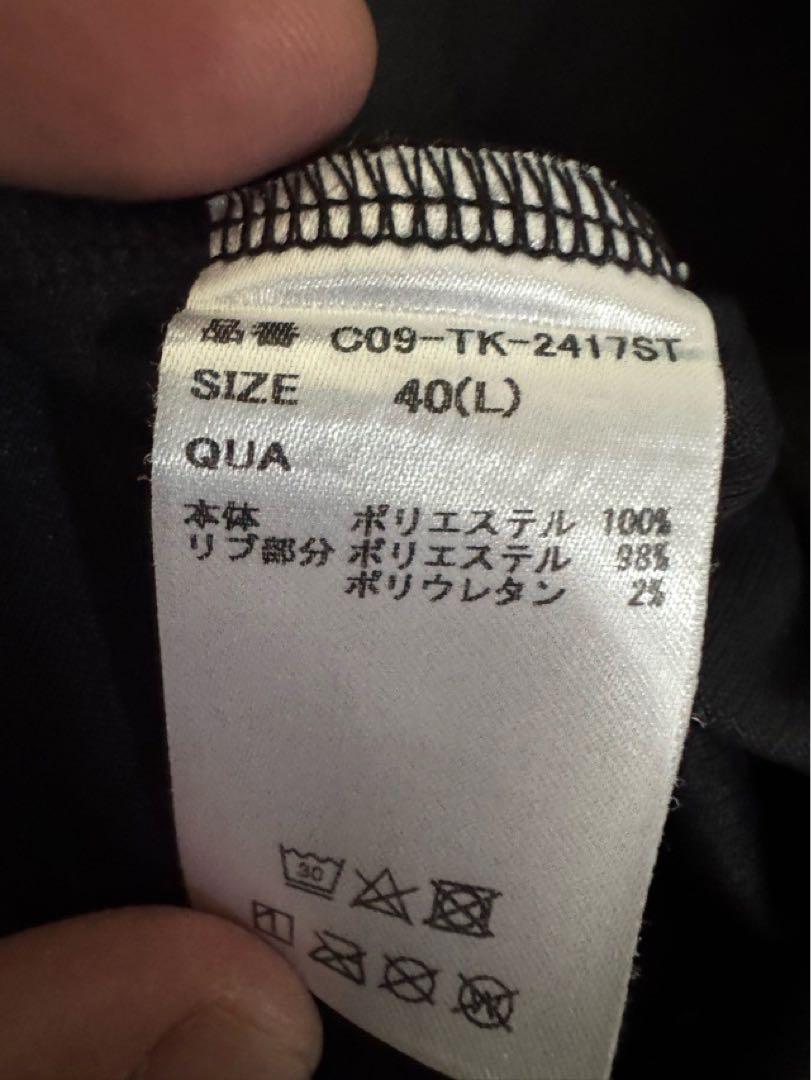 品番 C09-TK-2417ST
SIZE 40(L)
QUA
本体 ポリエステル 100%
リブ部分 ポリエステル 98%
ポリウレタン 2%
30